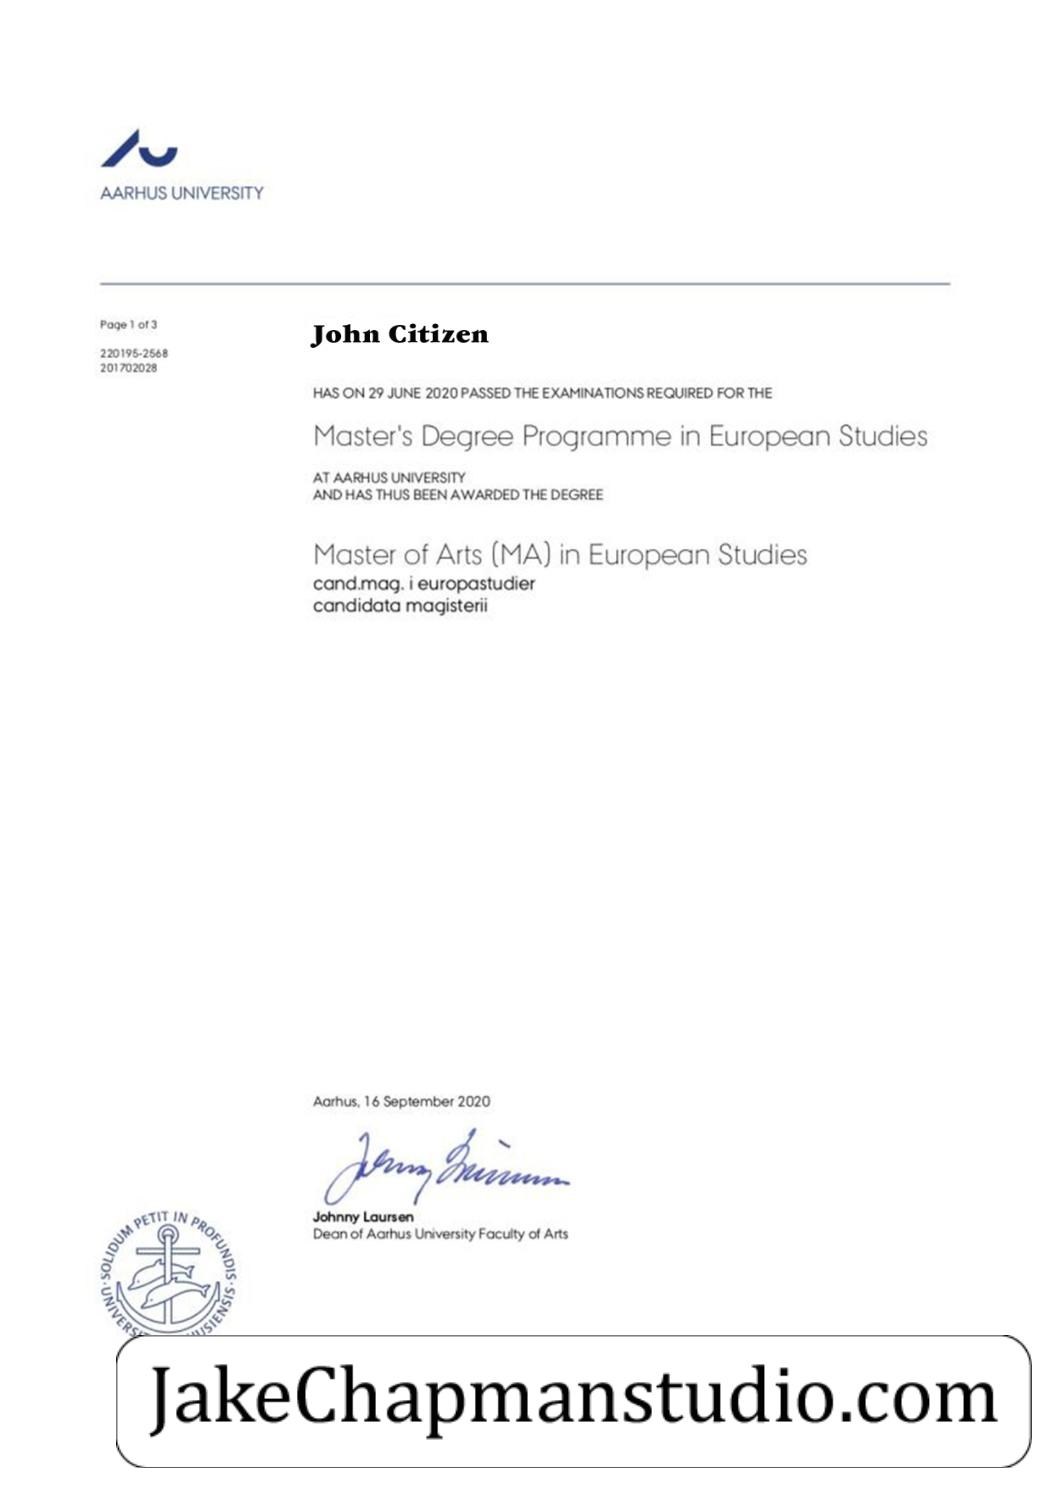 AARHUS UNIVERSITY
Page 1 of 3
220195-2568
201702028
John Citizen
HAS ON 29 JUNE 2020 PASSED THE EXAMINATIONS REQUIRED FOR THE
Master's Degree Programme in European Studies
AT AARHUS UNIVERSITY
AND HAS THUS BEEN AWARDED THE DEGREE
Master of Arts (MA) in European Studies
cand.mag. i europastudier
candidata magisterii
Aarhus, 16 September 2020
Johnny Laursen
Dean of Aarhus University Faculty of Arts
SOLIDUM PETIT IN PROFUNDIS
JakeChapmanstudio.com